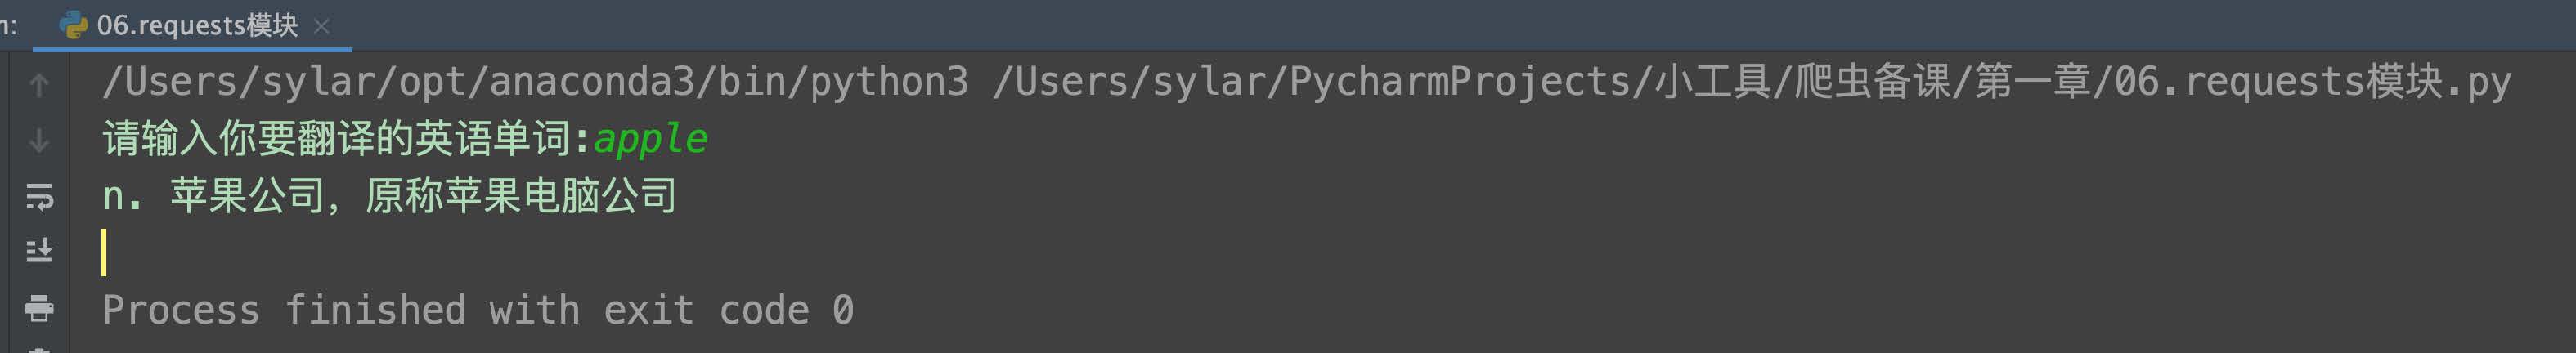 n:
06.requests模块
/Users/sylar/opt/anaconda3/bin/python3 /Users/sylar/PycharmProjects/小工具/爬虫备课/第一章/06.requests模块.py
请输入你要翻译的英语单词:apple
n. 苹果公司，原称苹果电脑公司
Process finished with exit code 0